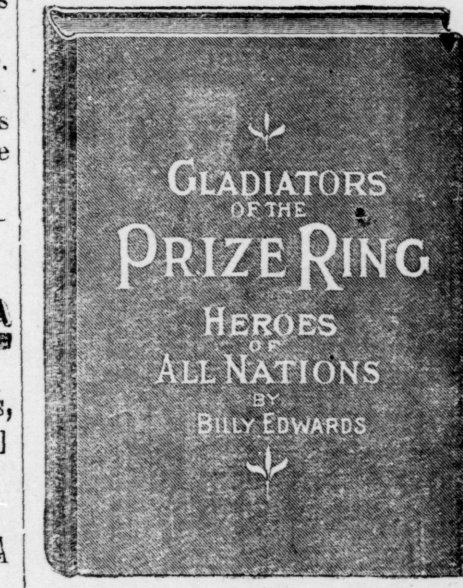 GLADIATORS
OF THE
PRIZE RING
HEROES
OF
ALL NATIONS
BY
BILLY EDWARDS